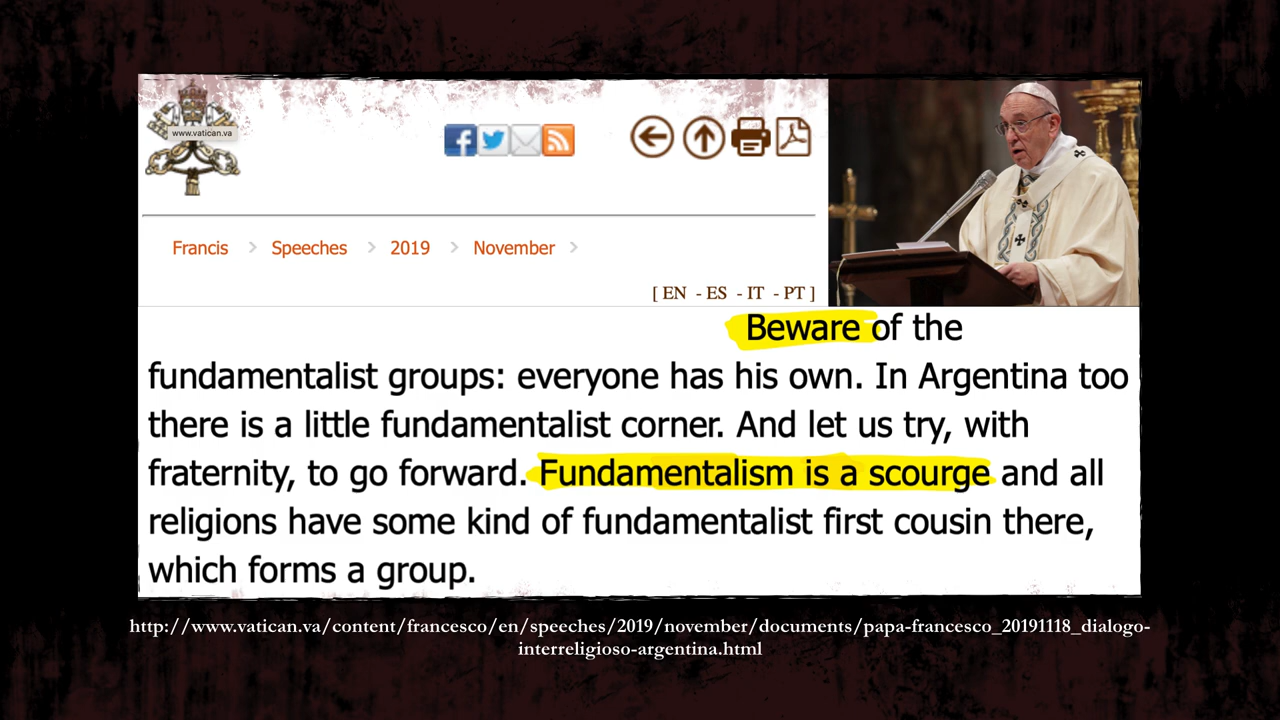 www.vatican.va
Francis > Speeches > 2019 > November >
[ EN - ES - IT - PT ]
Beware of the
fundamentalist groups: everyone has his own. In Argentina too
there is a little fundamentalist corner. And let us try, with
fraternity, to go forward. Fundamentalism is a scourge and all
religions have some kind of fundamentalist first cousin there,
which forms a group.
http://www.vatican.va/content/francesco/en/speeches/2019/november/documents/papa-francesco_20191118_dialogo-
interreligioso-argentina.html